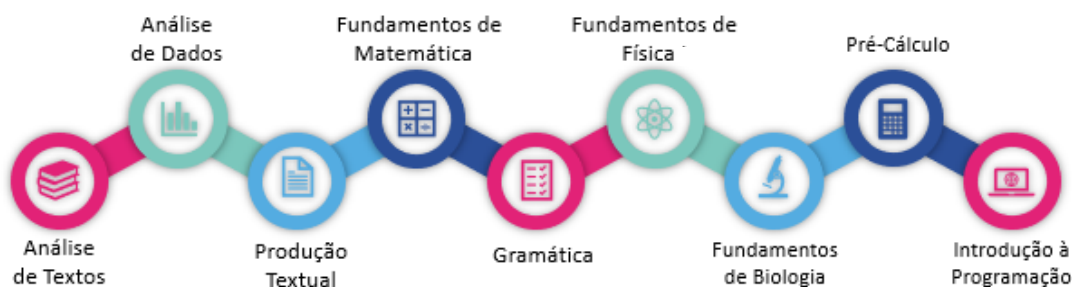 Análise
de Textos
Análise
de Dados
Produção
Textual
Fundamentos de
Matemática
Gramática
Fundamentos de
Física
Fundamentos
de Biologia
Pré-Cálculo
Introdução à
Programação